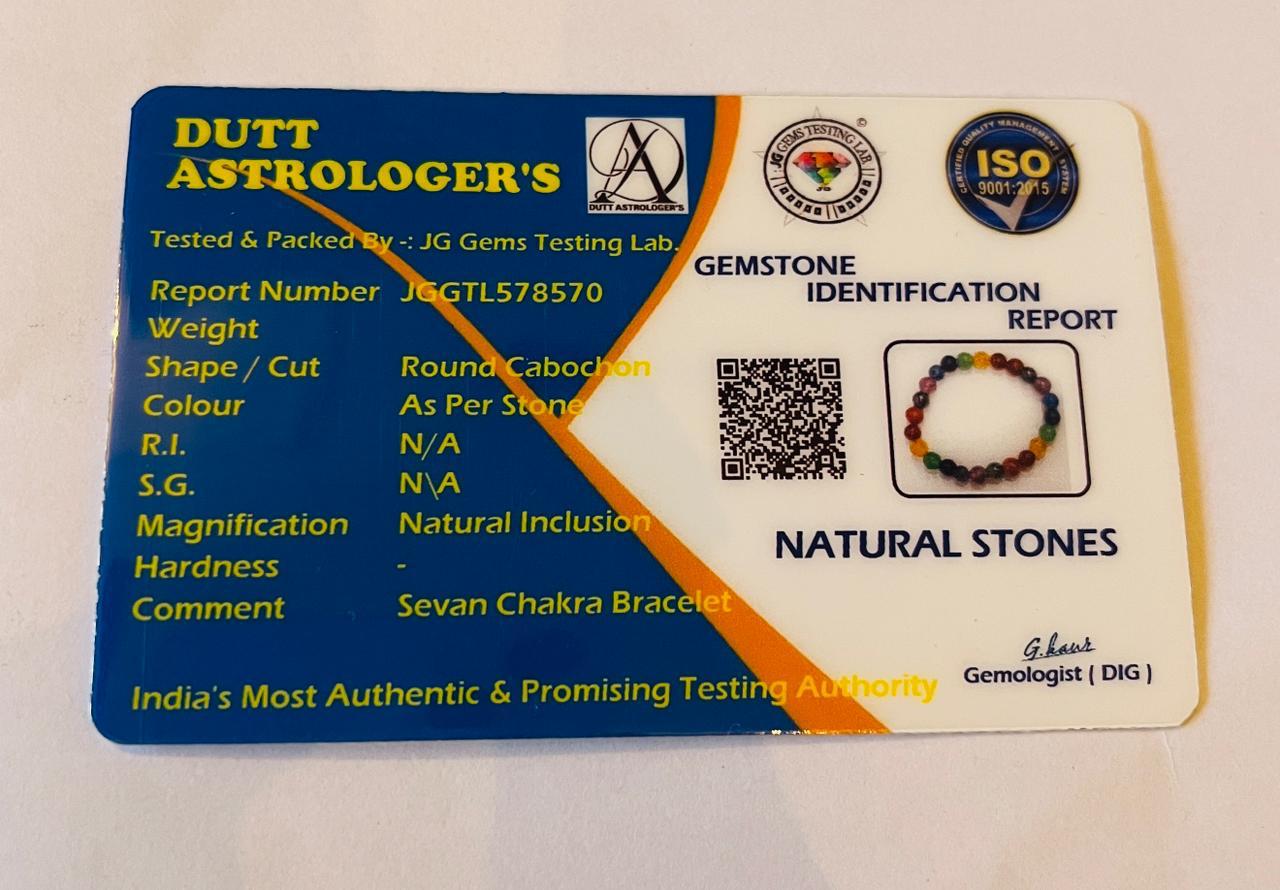 DUTT
ASTROLOGER'S
DUTT ASTROLOGER'S
Tested & Packed By -: JG Gems Testing Lab.
Report Number JGGTL578570
Weight
Shape / Cut Round Cabochon
Colour As Per Stone
R.I. N/A
S.G. N\A
Magnification Natural Inclusion
Hardness -
Comment Sevan Chakra Bracelet
India's Most Authentic & Promising Testing Authority
JG GEMS TESTING LAB
JG
©
CERTIFIED QUALITY MANAGEMENT SYSTEM
ISO
9001:2015
GEMSTONE
IDENTIFICATION
REPORT
NATURAL STONES
G.kaur
Gemologist ( DIG )